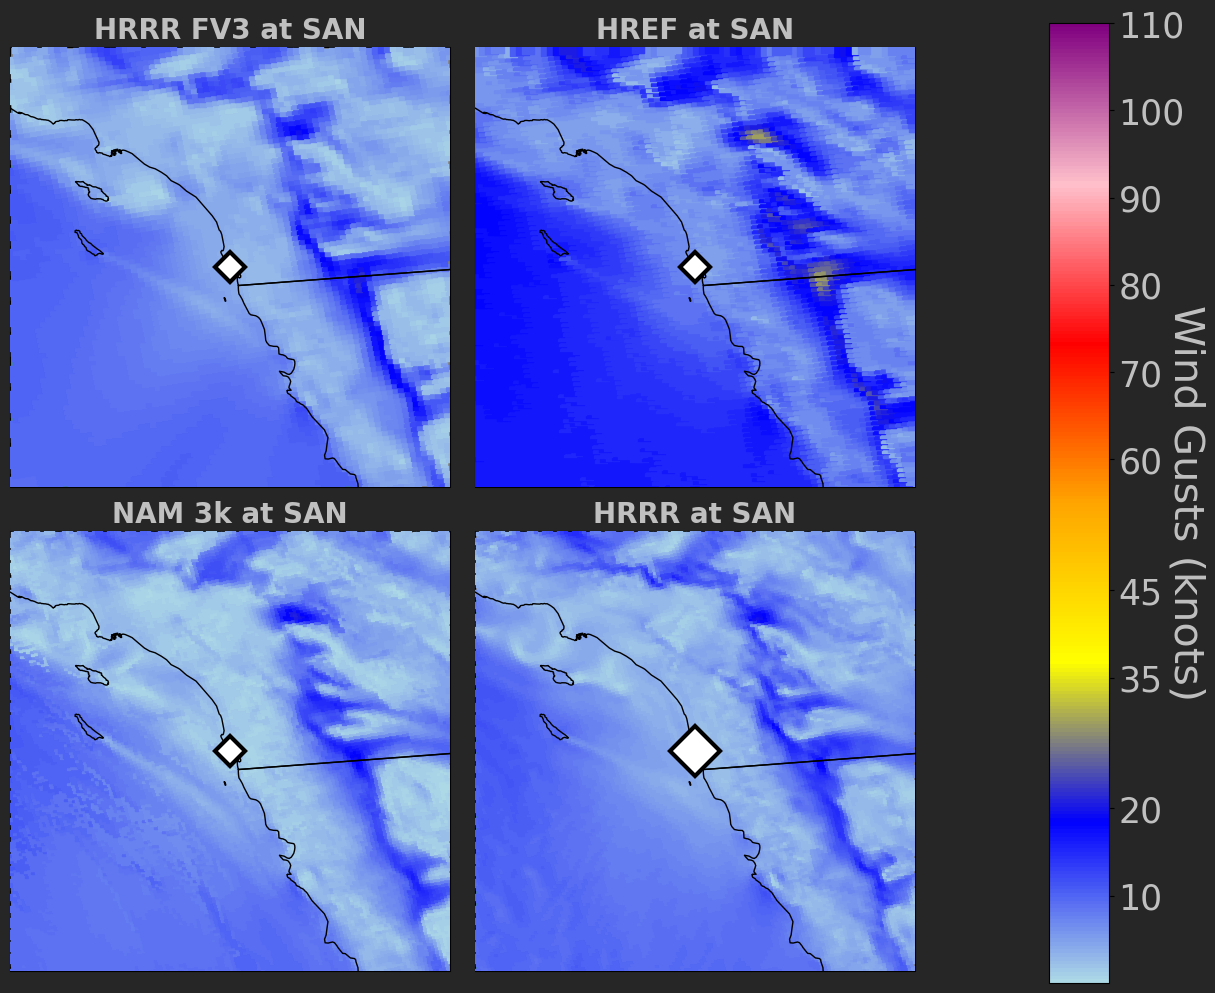 HRRR FV3 at SAN
HREF at SAN
NAM 3k at SAN
HRRR at SAN
110
100
90
80
70
60
45
35
20
10
Wind Gusts (knots)